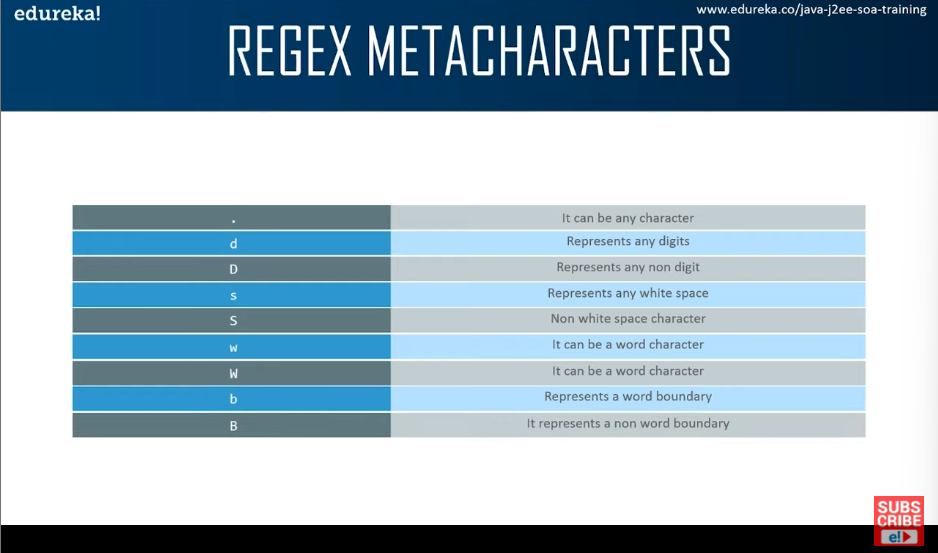 edureka!
www.edureka.co/java-j2ee-soa-training
REGEX METACHARACTERS
. It can be any character
d Represents any digits
D Represents any non digit
s Represents any white space
S Non white space character
w It can be a word character
W It can be a word character
b Represents a word boundary
B It represents a non word boundary
SUBS
CRIBE
e!